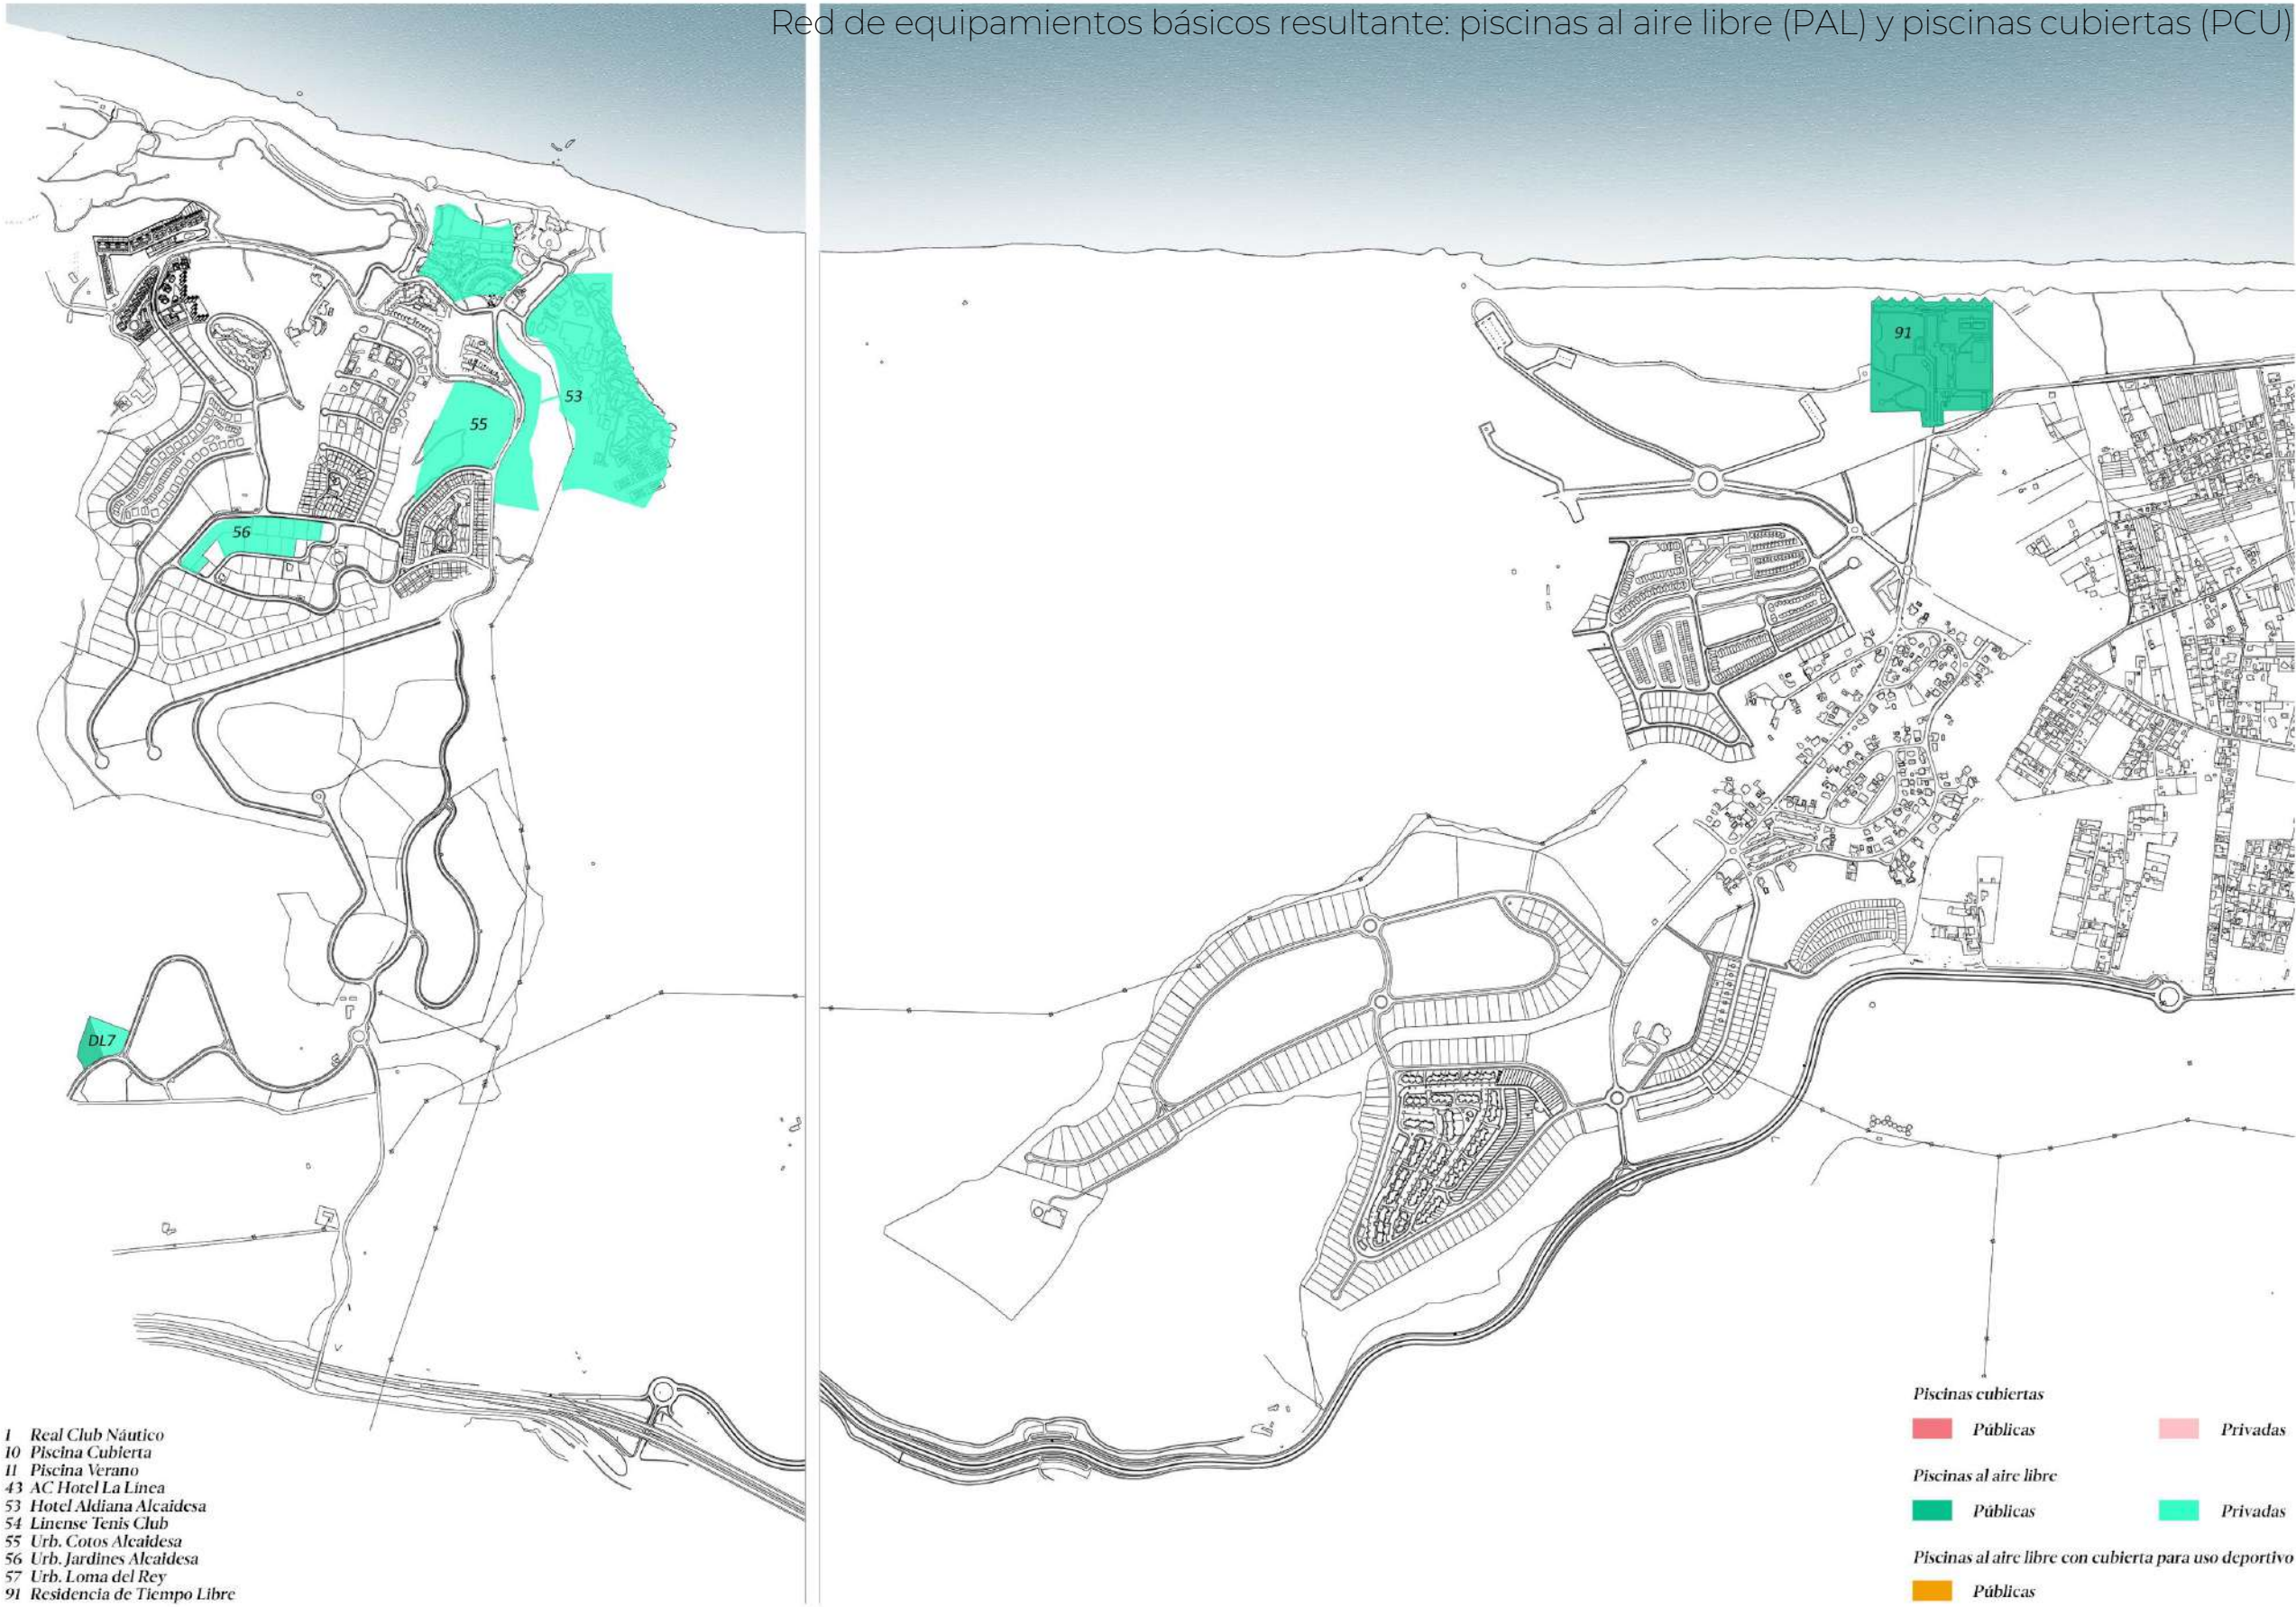 Red de equipamientos básicos resultante: piscinas al aire libre (PAL) y piscinas cubiertas (PCU)
91
53
55
56
DL7
1 Real Club Náutico
10 Piscina Cubierta
11 Piscina Verano
43 AC Hotel La Línea
53 Hotel Aldiana Alcaidesa
54 Linense Tenis Club
55 Urb. Cotos Alcaidesa
56 Urb. Jardines Alcaidesa
57 Urb. Loma del Rey
91 Residencia de Tiempo Libre
Piscinas cubiertas
Públicas Privadas
Piscinas al aire libre
Públicas Privadas
Piscinas al aire libre con cubierta para uso deportivo
Públicas